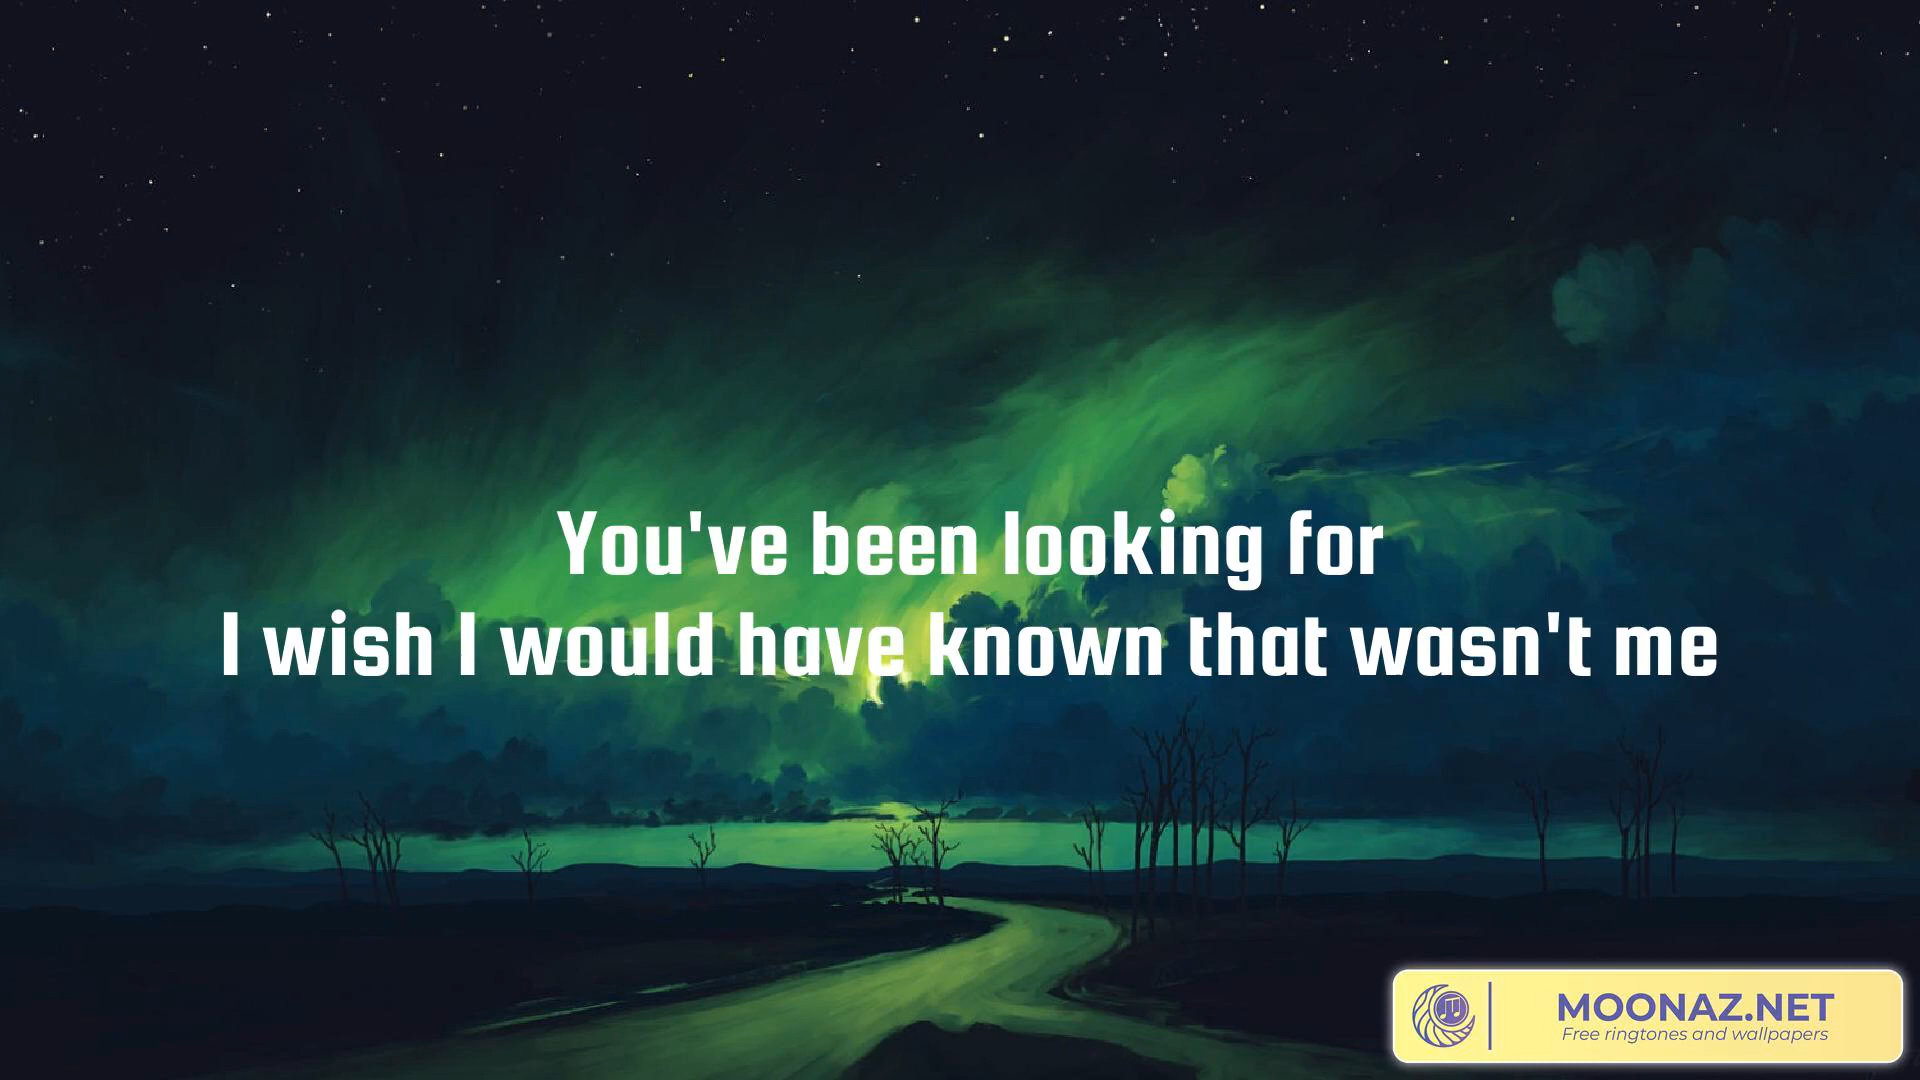 You've been looking for
I wish I would have known that wasn't me
MOONAZ.NET
Free ringtones and wallpapers